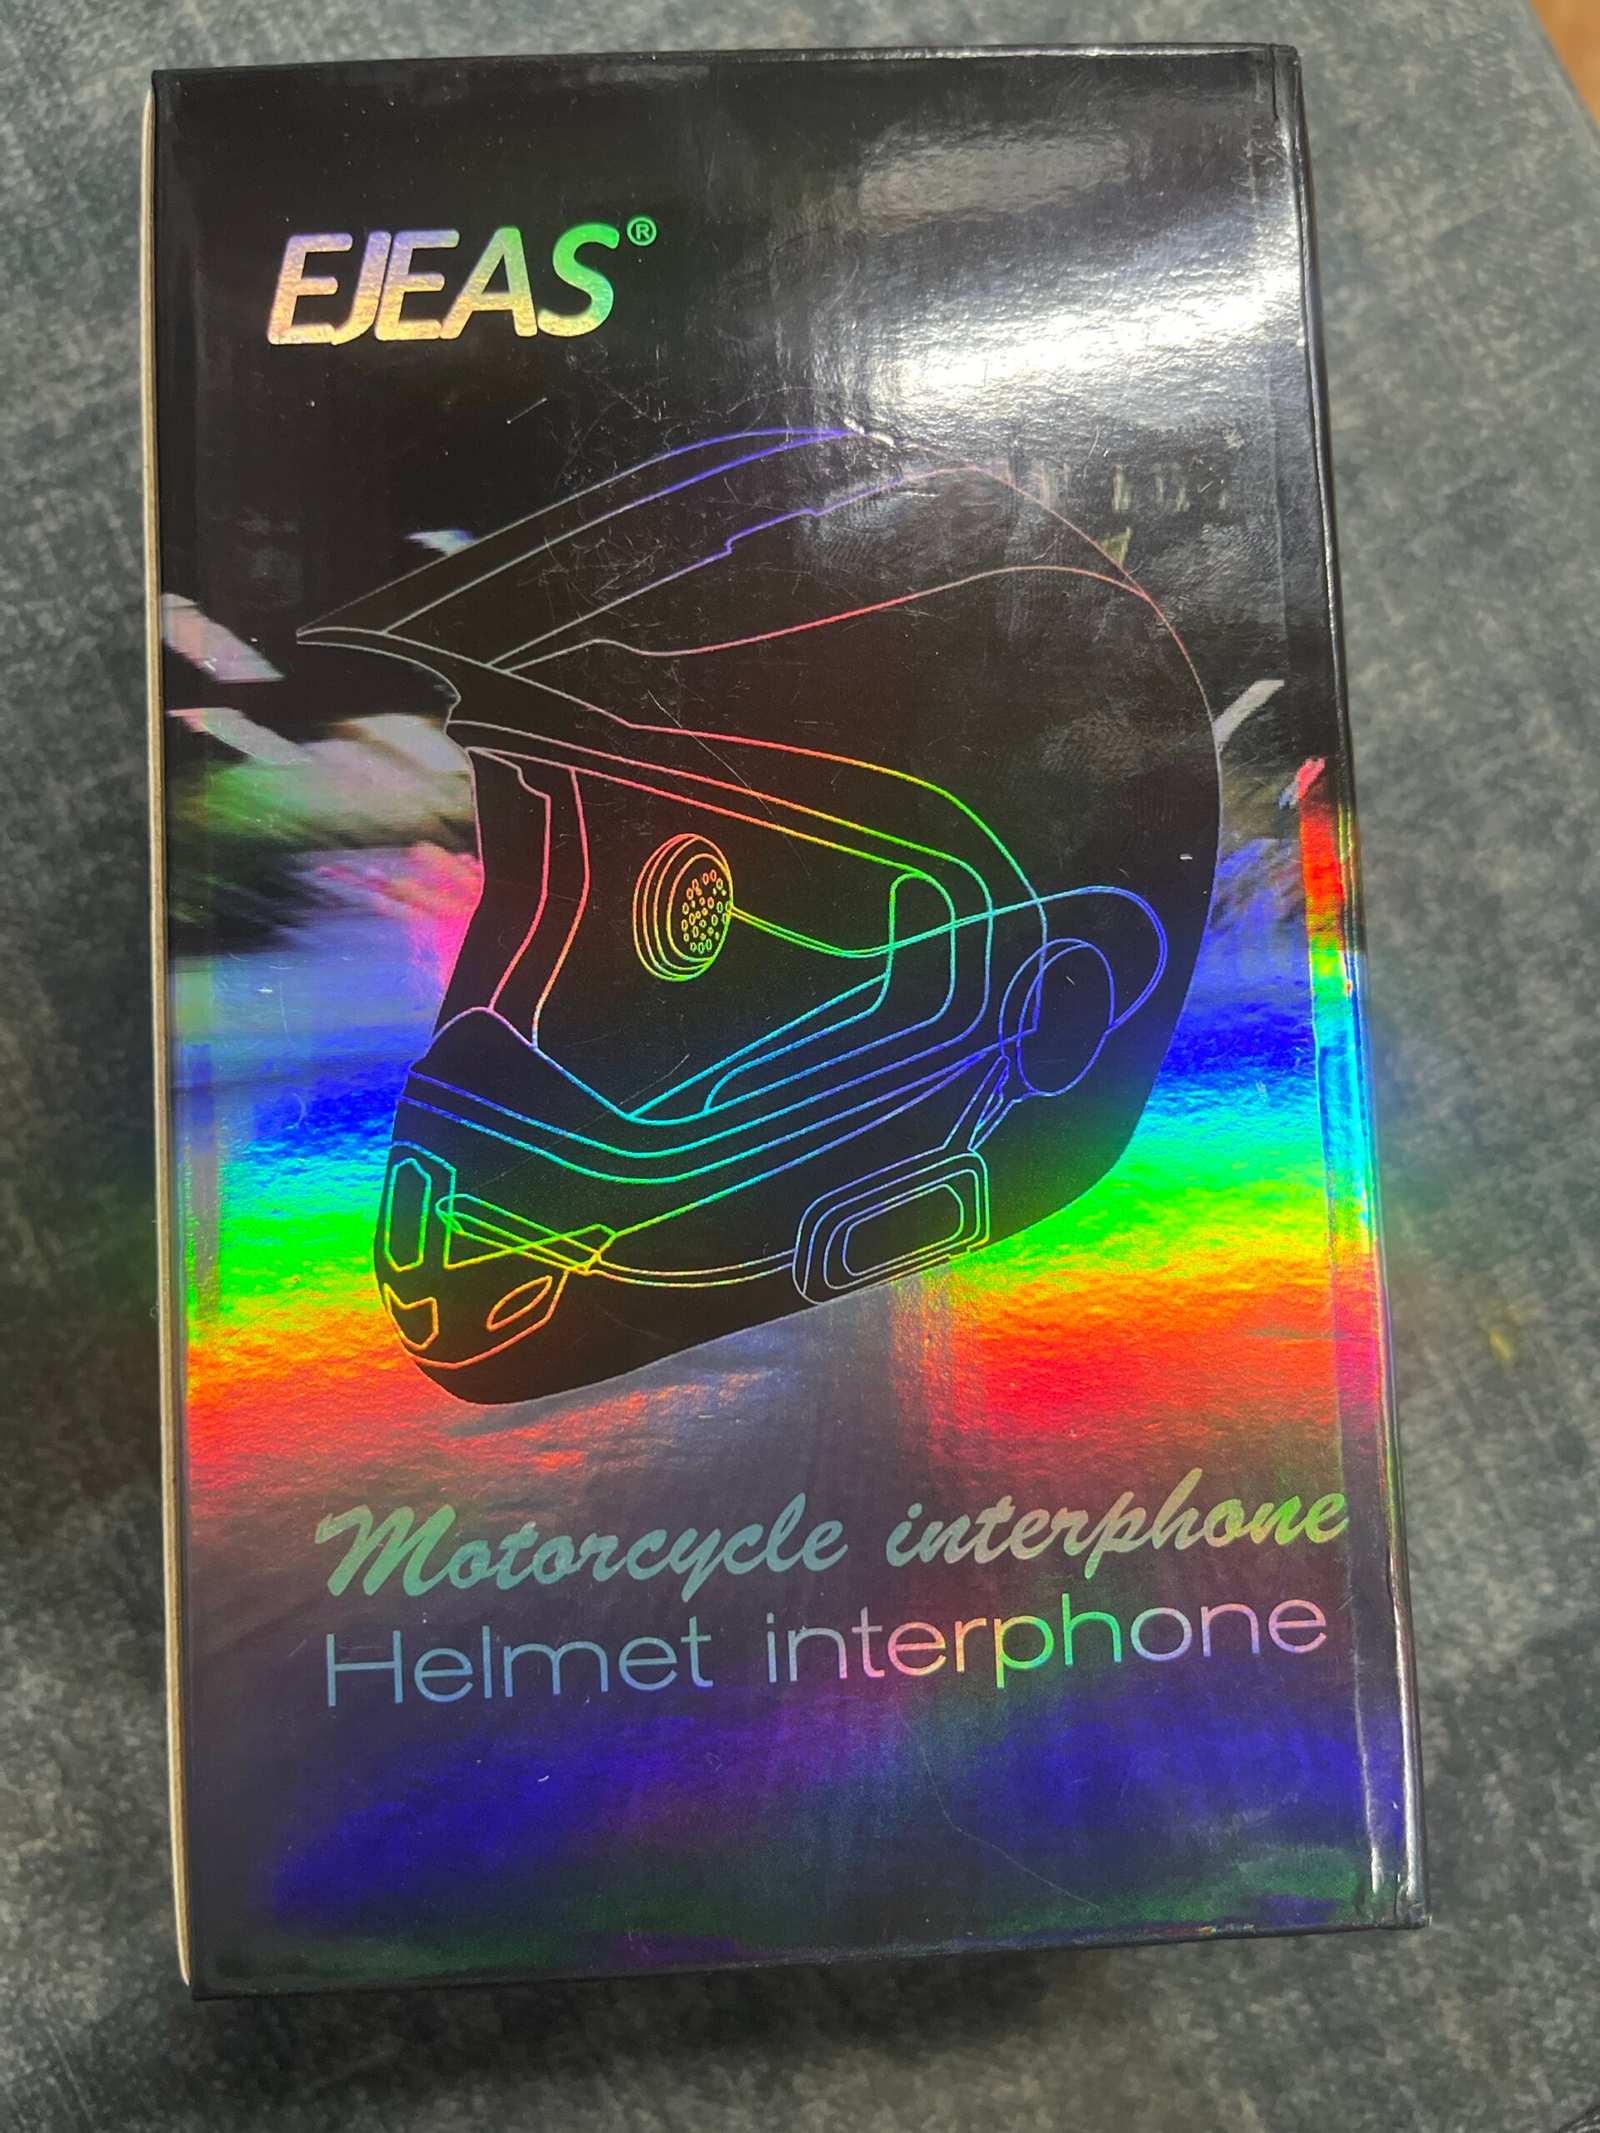 EJEAS®
Motorcycle interphone
Helmet interphone